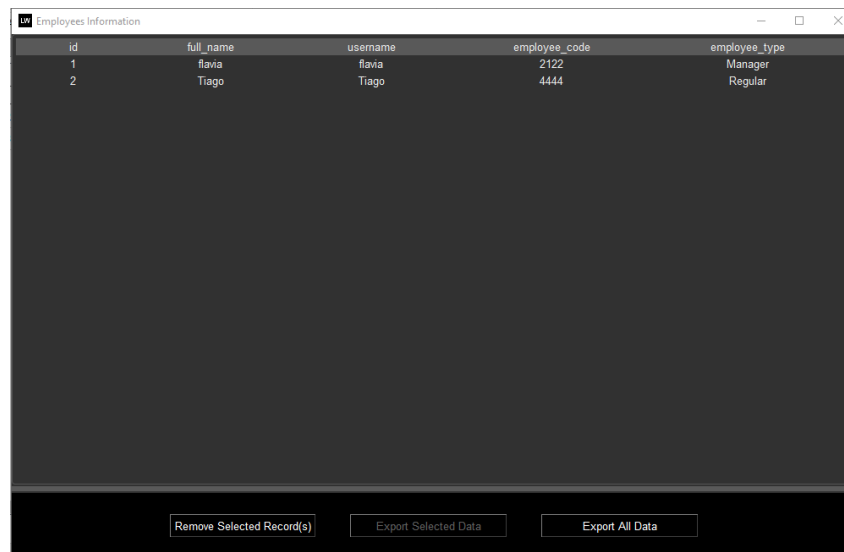 LW Employees Information
id full_name username employee_code employee_type
1 flavia flavia 2122 Manager
2 Tiago Tiago 4444 Regular
Remove Selected Record(s) Export Selected Data Export All Data